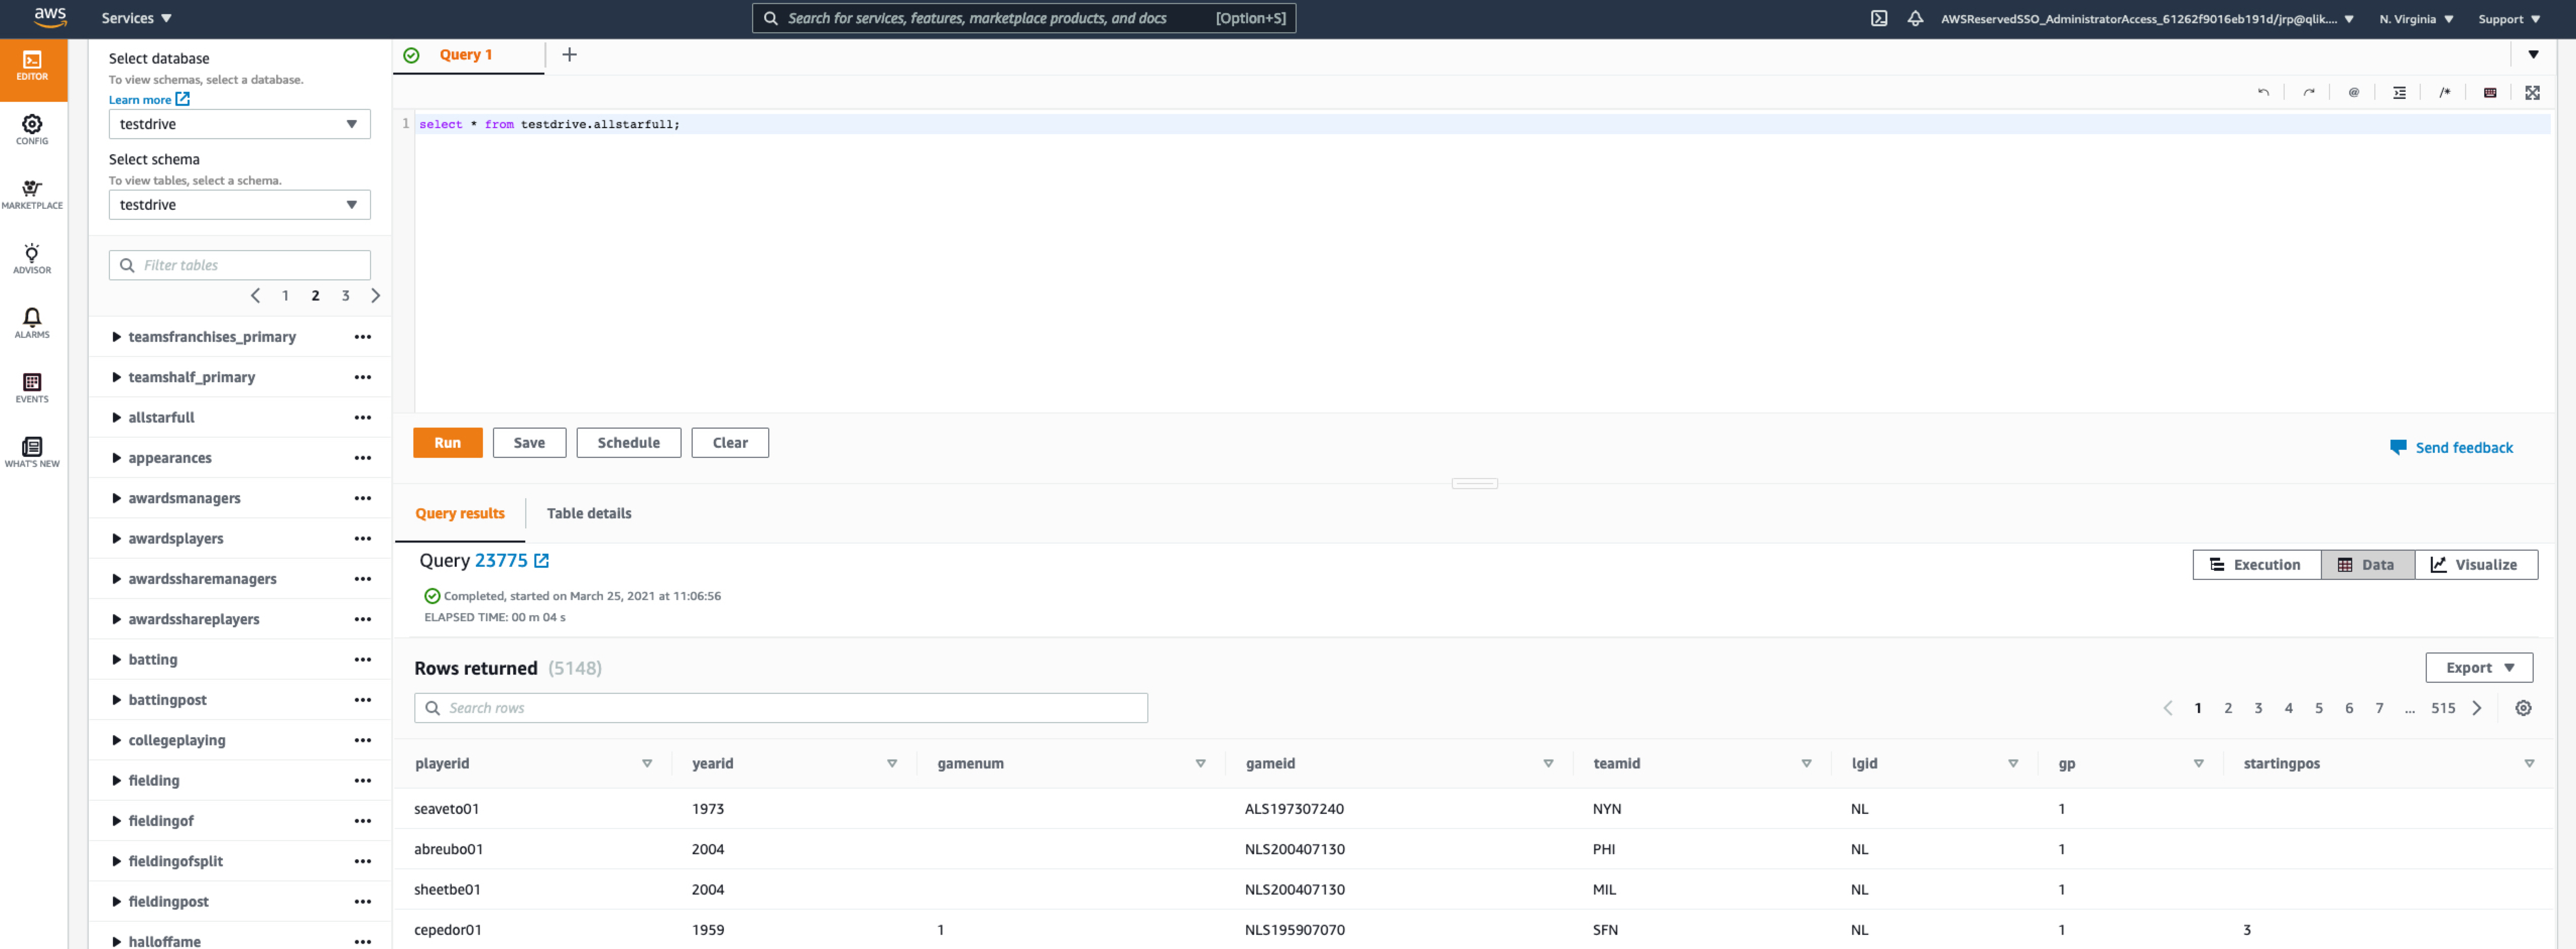 aws Services Search for services, features, marketplace products, and docs [Option+S] AWSReservedSSO_AdministratorAccess_61262f9016eb191d/jrp@qlik.... N. Virginia Support
EDITOR
CONFIG
MARKETPLACE
ADVISOR
ALARMS
EVENTS
WHAT'S NEW
Select database
To view schemas, select a database.
Learn more
testdrive
Select schema
To view tables, select a schema.
testdrive
Filter tables
1 2 3
teamsfranchises_primary
teamshalf_primary
allstarfull
appearances
awardsmanagers
awardsplayers
awardssharemanagers
awardsshareplayers
batting
battingpost
collegeplaying
fielding
fieldingof
fieldingofsplit
fieldingpost
halloffame
Query 1 +
@ /*
1 select * from testdrive.allstarfull;
Run Save Schedule Clear
Send feedback
Query results Table details
Query 23775
Execution Data Visualize
Completed, started on March 25, 2021 at 11:06:56
ELAPSED TIME: 00 m 04 s
Rows returned (5148)
Export
Search rows
1 2 3 4 5 6 7 ... 515
playerid yearid gamenum gameid teamid lgid gp startingpos
seaveto01 1973 ALS197307240 NYN NL 1
abreubo01 2004 NLS200407130 PHI NL 1
sheetbe01 2004 NLS200407130 MIL NL 1
cepedor01 1959 1 NLS195907070 SFN NL 1 3